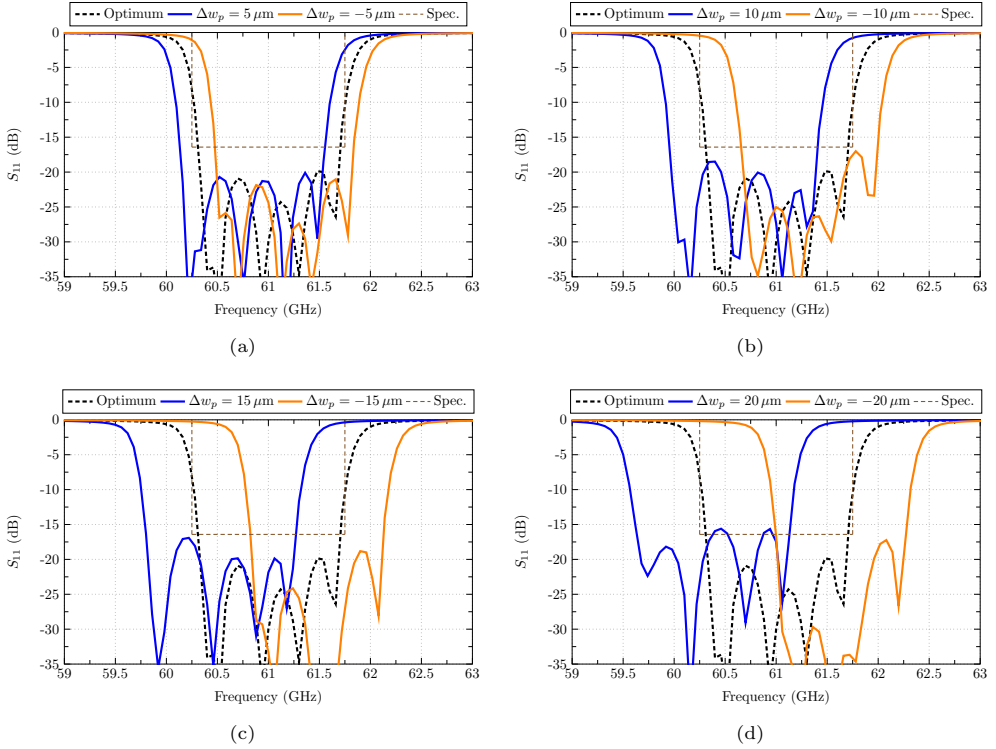 Optimum Δw_p = 5 μm Δw_p = −5 μm Spec.
0
-5
-10
-15
-20
-25
-30
-35
S11 (dB)
59 59.5 60 60.5 61 61.5 62 62.5 63
Frequency (GHz)
(a)
Optimum Δw_p = 10 μm Δw_p = −10 μm Spec.
0
-5
-10
-15
-20
-25
-30
-35
S11 (dB)
59 59.5 60 60.5 61 61.5 62 62.5 63
Frequency (GHz)
(b)
Optimum Δw_p = 15 μm Δw_p = −15 μm Spec.
0
-5
-10
-15
-20
-25
-30
-35
S11 (dB)
59 59.5 60 60.5 61 61.5 62 62.5 63
Frequency (GHz)
(c)
Optimum Δw_p = 20 μm Δw_p = −20 μm Spec.
0
-5
-10
-15
-20
-25
-30
-35
S11 (dB)
59 59.5 60 60.5 61 61.5 62 62.5 63
Frequency (GHz)
(d)